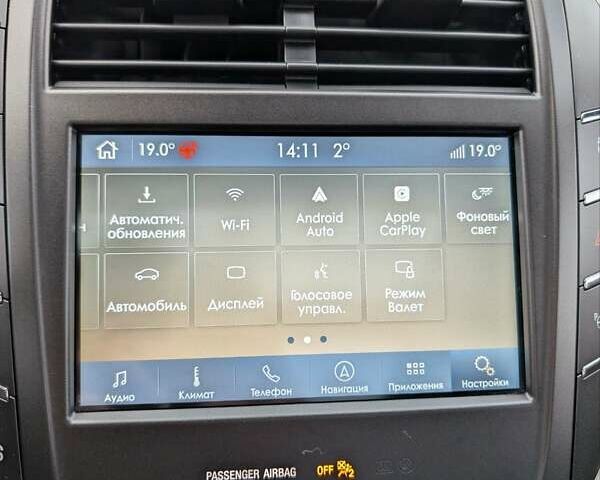 19.0° 14:11 2° 19.0°
Автоматич.
обновления
Wi-Fi
Android
Auto
Apple
CarPlay
Фоновый
свет
Автомобиль
Дисплей
Голосовое
управл.
Режим
Валет
Аудио
Климат
Телефон
Навигация
Приложения
Настройки
PASSENGER AIRBAG OFF 2